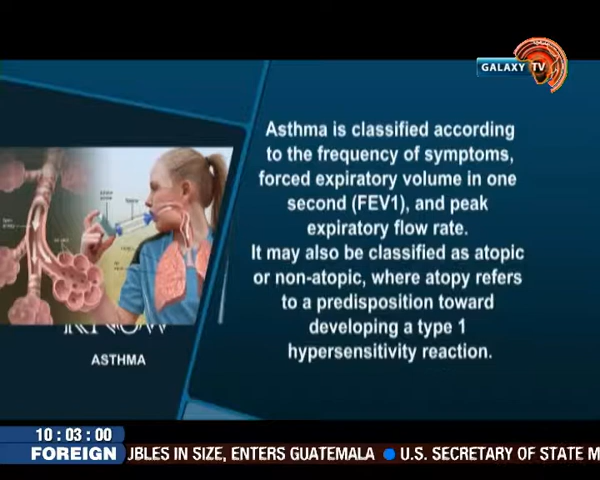 GALAXY TV
Asthma is classified according
to the frequency of symptoms,
forced expiratory volume in one
second (FEV1), and peak
expiratory flow rate.
It may also be classified as atopic
or non-atopic, where atopy refers
to a predisposition toward
developing a type 1
hypersensitivity reaction.
KNOW
ASTHMA
10:03:00
FOREIGN
UBLES IN SIZE, ENTERS GUATEMALA U.S. SECRETARY OF STATE M